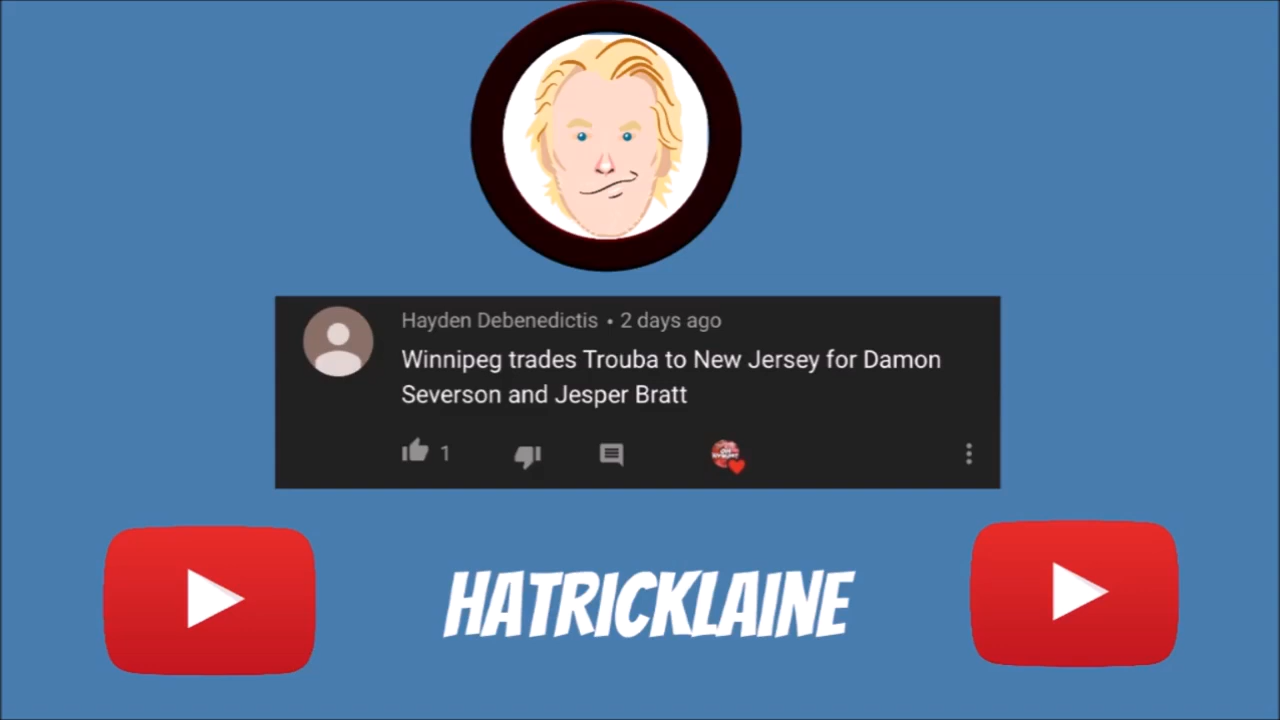 Hayden Debenedictis • 2 days ago
Winnipeg trades Trouba to New Jersey for Damon
Severson and Jesper Bratt
1
HATRICKLAINE